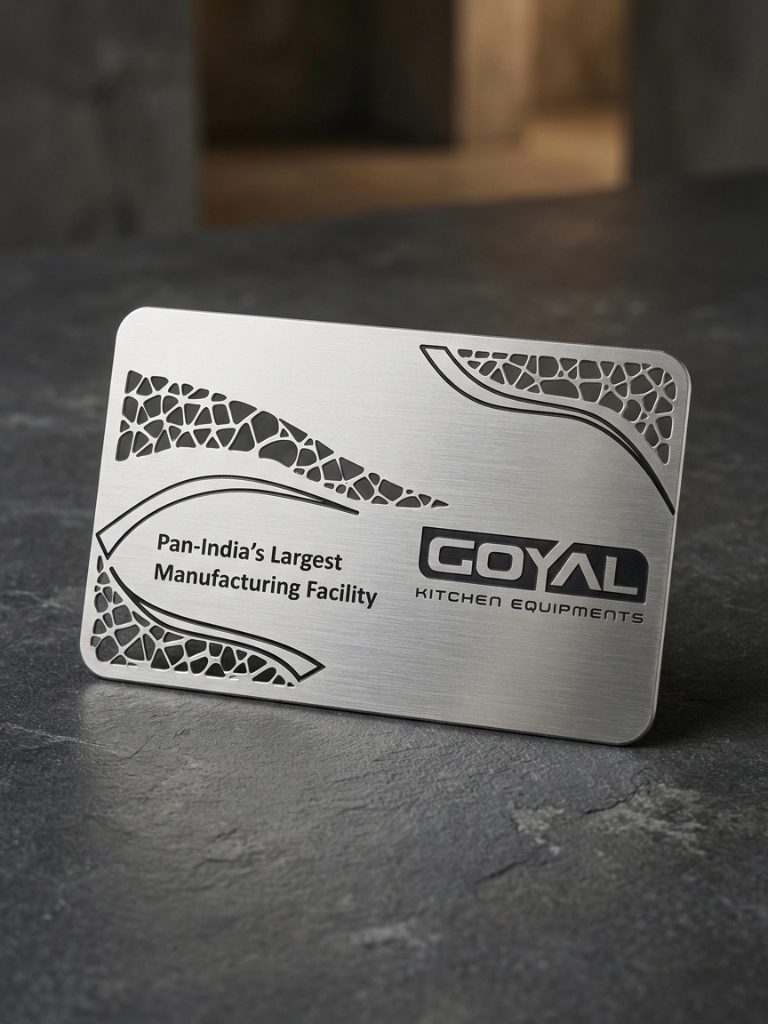 Pan-India's Largest
Manufacturing Facility
GOYAL
KITCHEN EQUIPMENTS